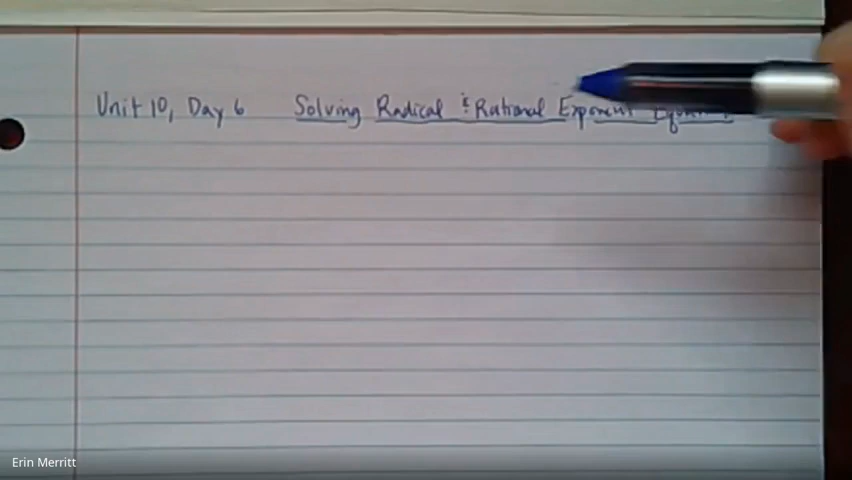 Unit 10, Day 6 Solving Radical & Rational Exponent
Erin Merritt